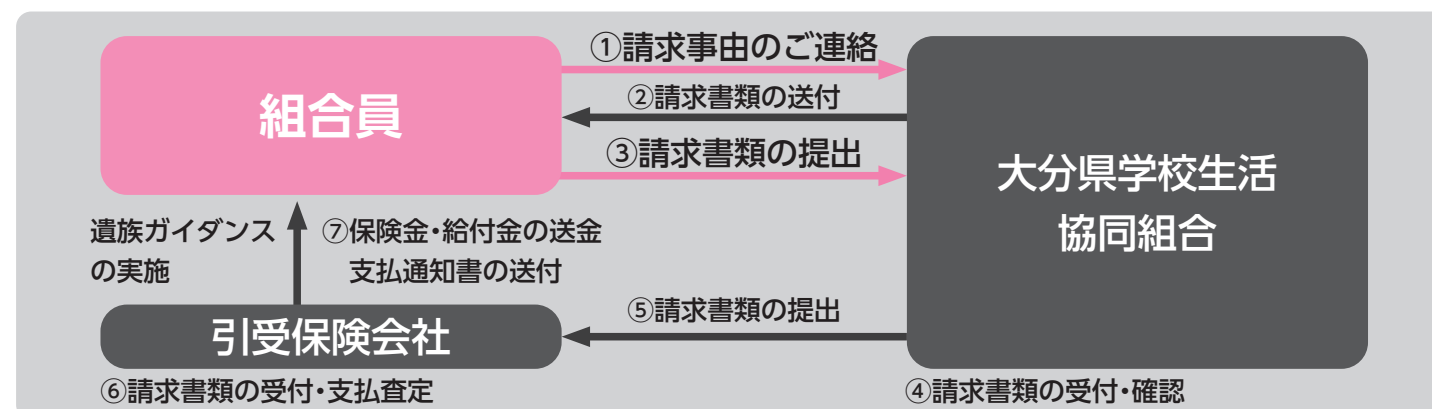 ①請求事由のご連絡
組合員
②請求書類の送付
③請求書類の提出
大分県学校生活
協同組合
遺族ガイダンス
の実施
⑦保険金・給付金の送金
支払通知書の送付
引受保険会社
⑤請求書類の提出
⑥請求書類の受付・支払査定
④請求書類の受付・確認